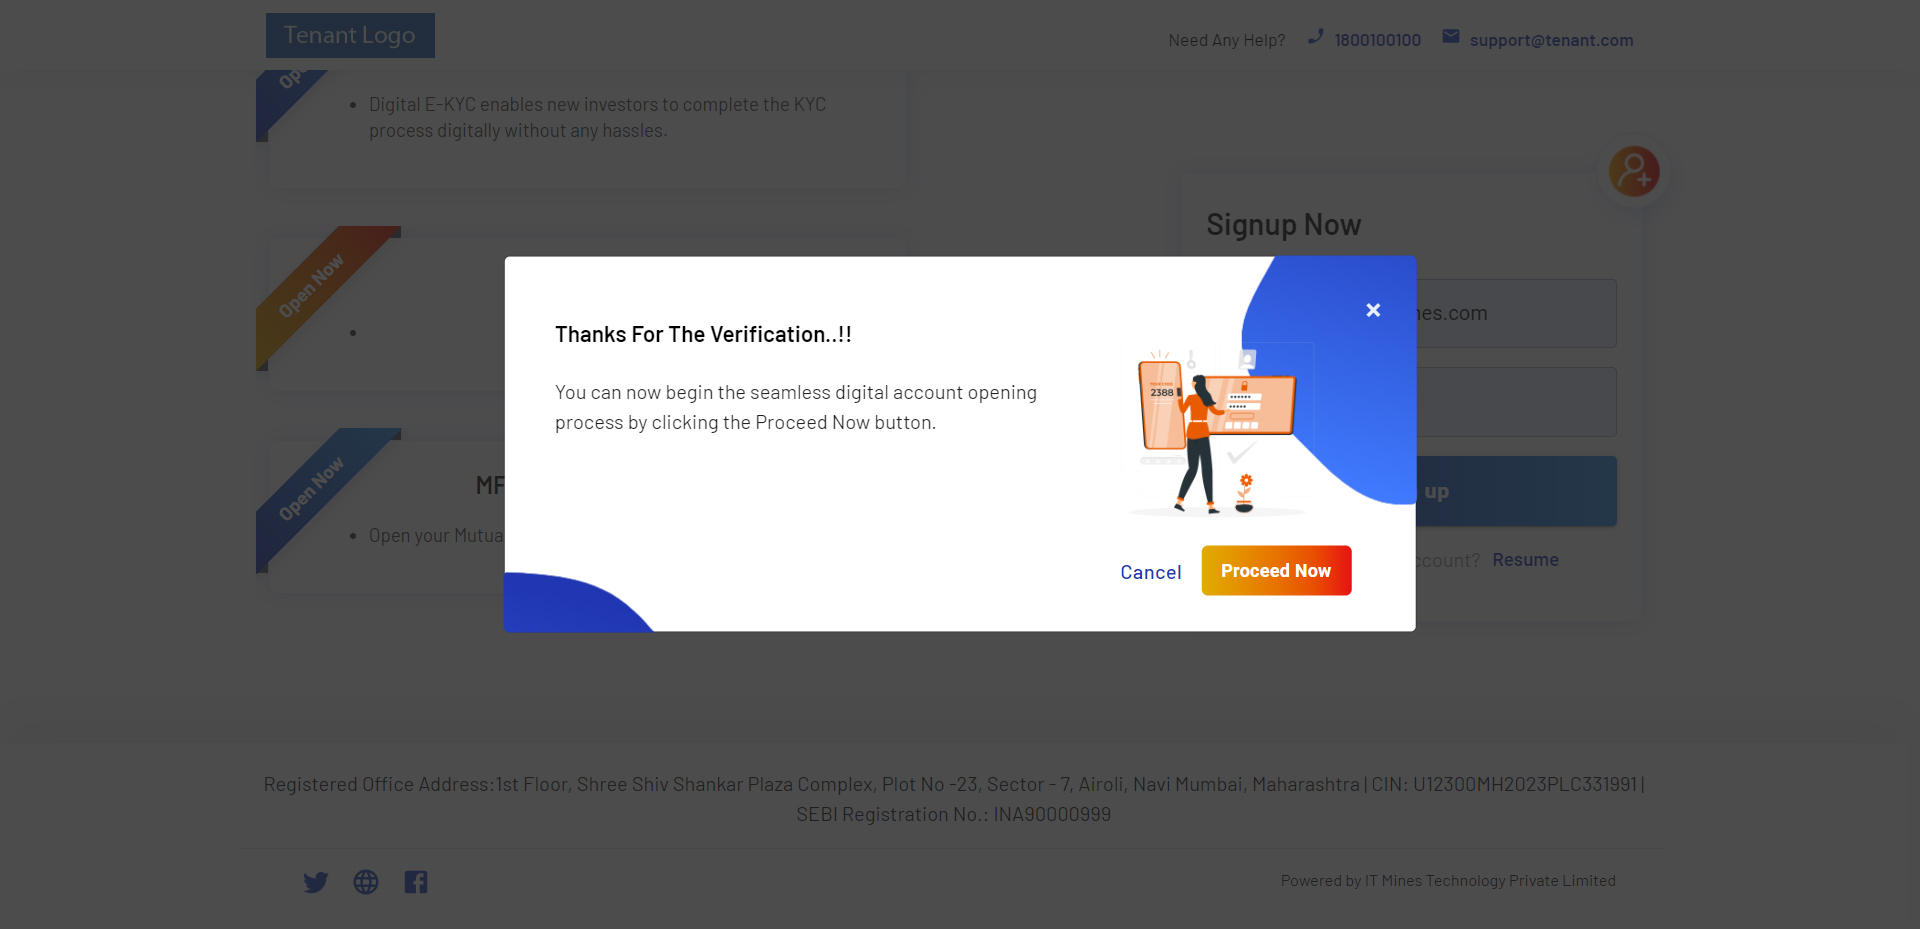 Tenant Logo
Need Any Help? 1800100100 support@tenant.com
Open
Digital E-KYC enables new investors to complete the KYC
process digitally without any hassles.
Signup Now
Open Now
nes.com
Thanks For The Verification..!!
You can now begin the seamless digital account opening
process by clicking the Proceed Now button.
2388
Open Now
MF
Open your Mutua
up
ccount? Resume
Cancel
Proceed Now
Registered Office Address:1st Floor, Shree Shiv Shankar Plaza Complex, Plot No -23, Sector - 7, Airoli, Navi Mumbai, Maharashtra | CIN: U12300MH2023PLC331991 |
SEBI Registration No.: INA90000999
Powered by IT Mines Technology Private Limited